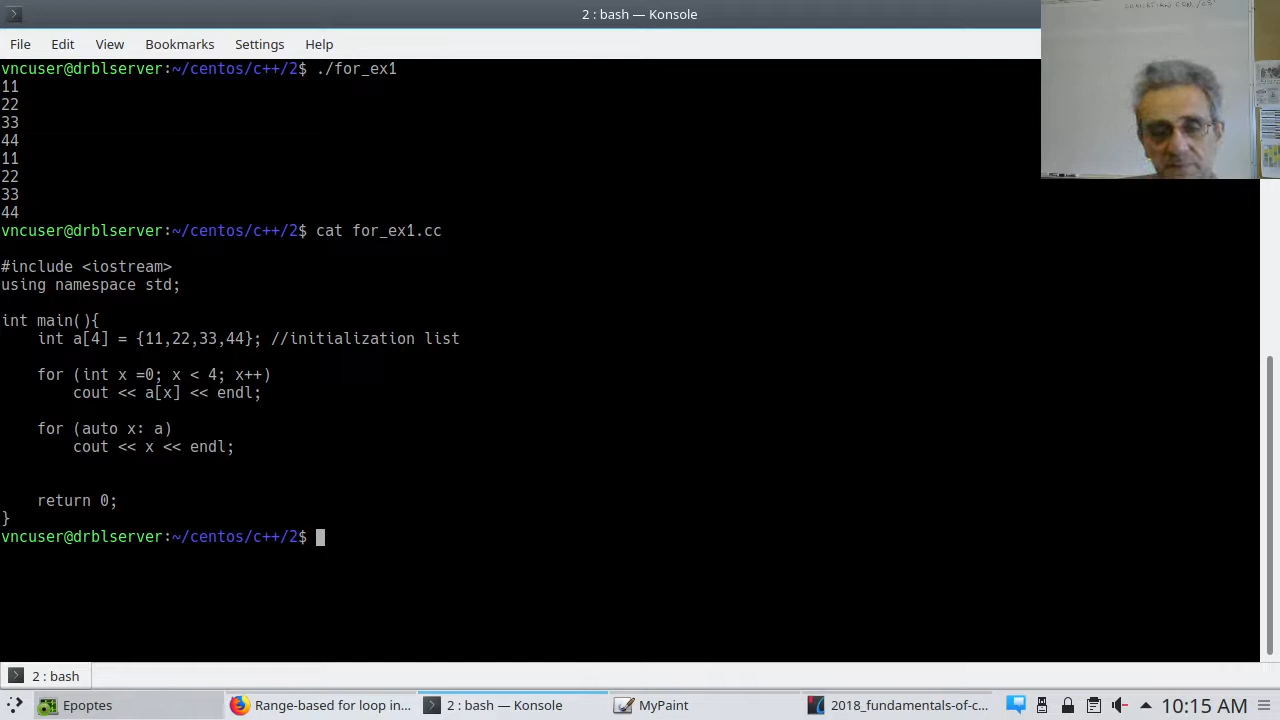 2 : bash — Konsole
File Edit View Bookmarks Settings Help
vncuser@drblserver:~/centos/c++/2$ ./for_ex1
11
22
33
44
11
22
33
44
vncuser@drblserver:~/centos/c++/2$ cat for_ex1.cc
#include <iostream>
using namespace std;
int main(){
    int a[4] = {11,22,33,44}; //initialization list
    for (int x =0; x < 4; x++)
        cout << a[x] << endl;
    for (auto x: a)
        cout << x << endl;
    return 0;
}
vncuser@drblserver:~/centos/c++/2$
2 : bash
Epoptes Range-based for loop in... 2 : bash — Konsole MyPaint 2018_fundamentals-of-c... 10:15 AM